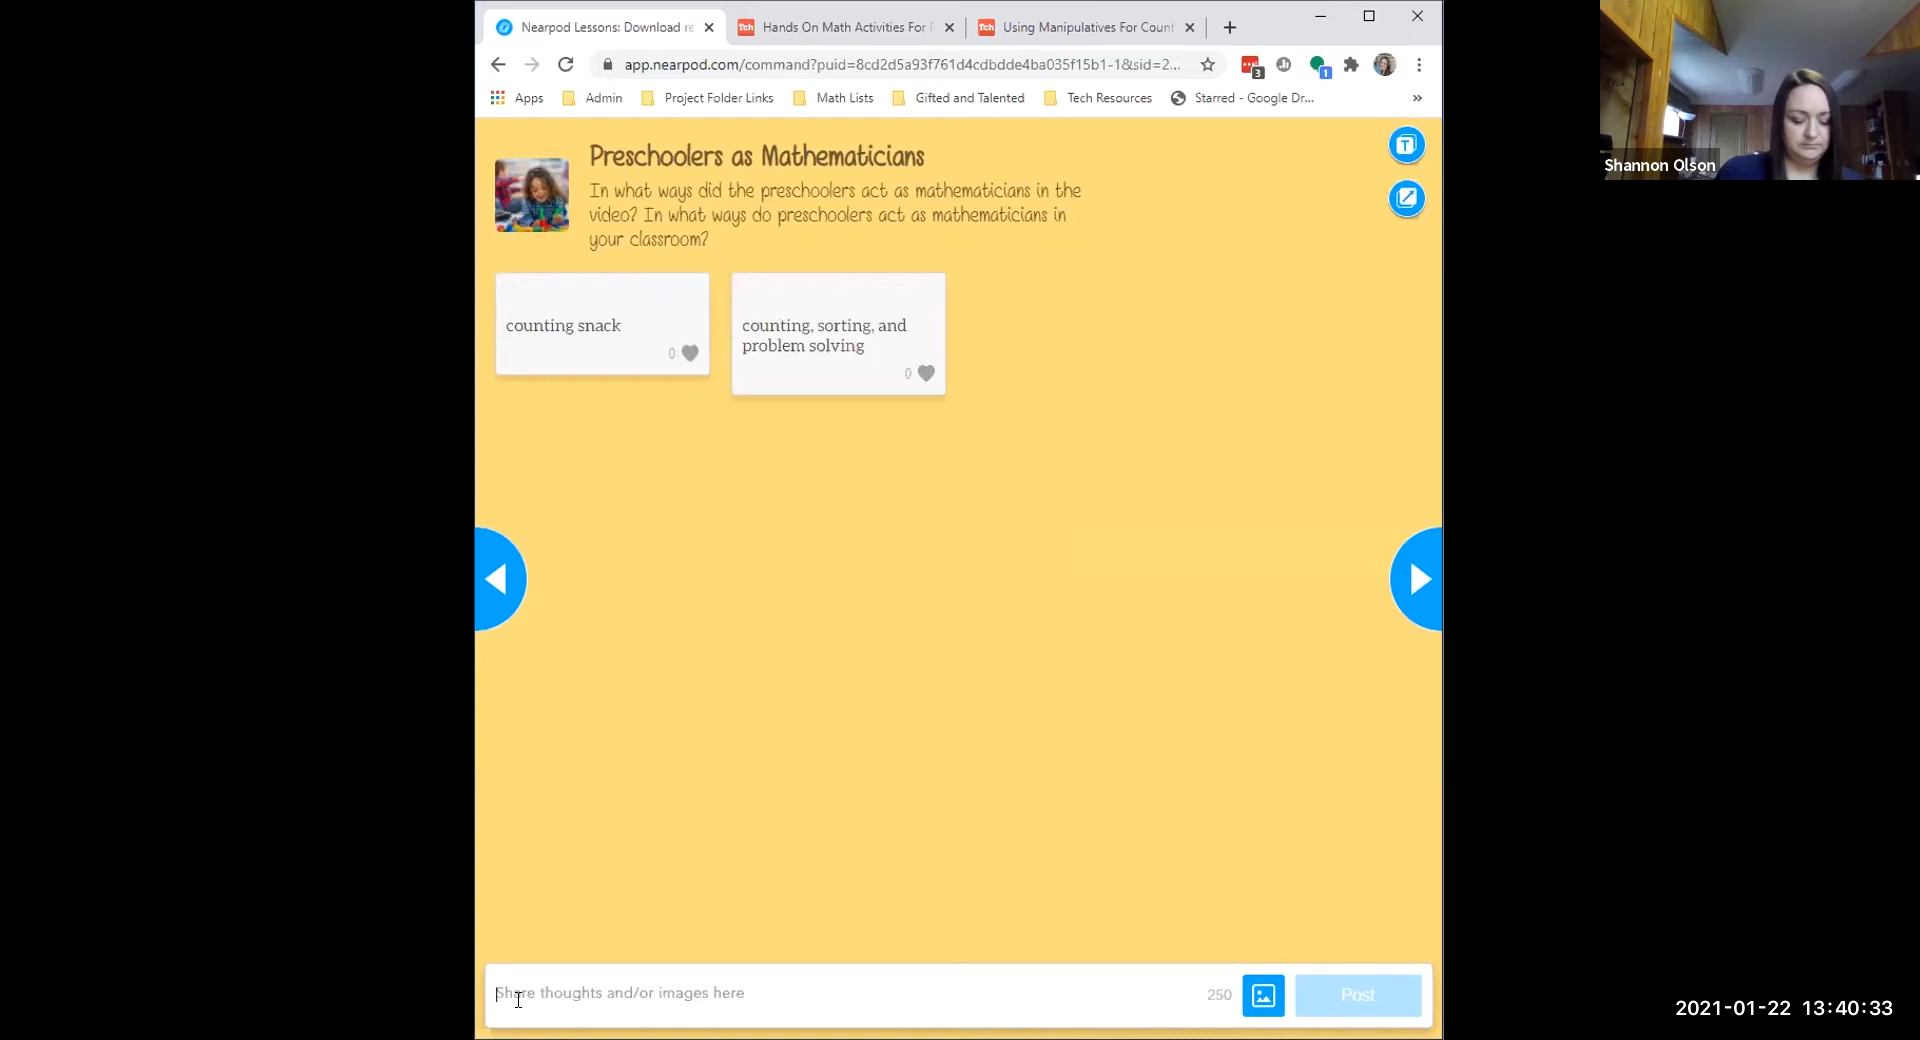 Nearpod Lessons: Download re
Hands On Math Activities For P
Using Manipulatives For Count
app.nearpod.com/command?puid=8cd2d5a93f761d4cdbdde4ba035f15b1-1&sid=2...
3
1
Apps
Admin
Project Folder Links
Math Lists
Gifted and Talented
Tech Resources
Starred - Google Dr...
»
Preschoolers as Mathematicians
In what ways did the preschoolers act as mathematicians in the
video? In what ways do preschoolers act as mathematicians in
your classroom?
T
counting snack
0
counting, sorting, and
problem solving
0
Share thoughts and/or images here
250
Post
Shannon Olson
2021-01-22 13:40:33